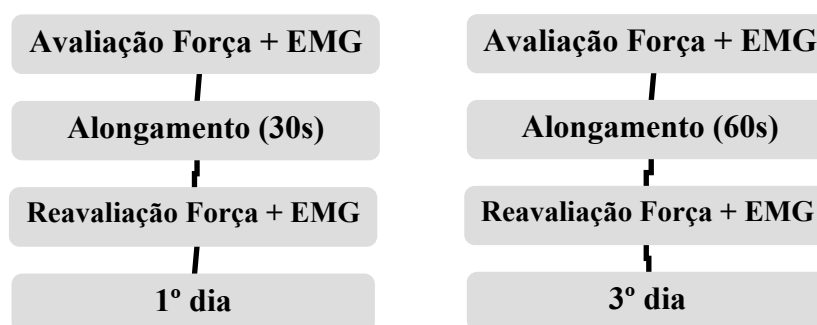 Avaliação Força + EMG
Alongamento (30s)
Reavaliação Força + EMG
1º dia
Avaliação Força + EMG
Alongamento (60s)
Reavaliação Força + EMG
3º dia